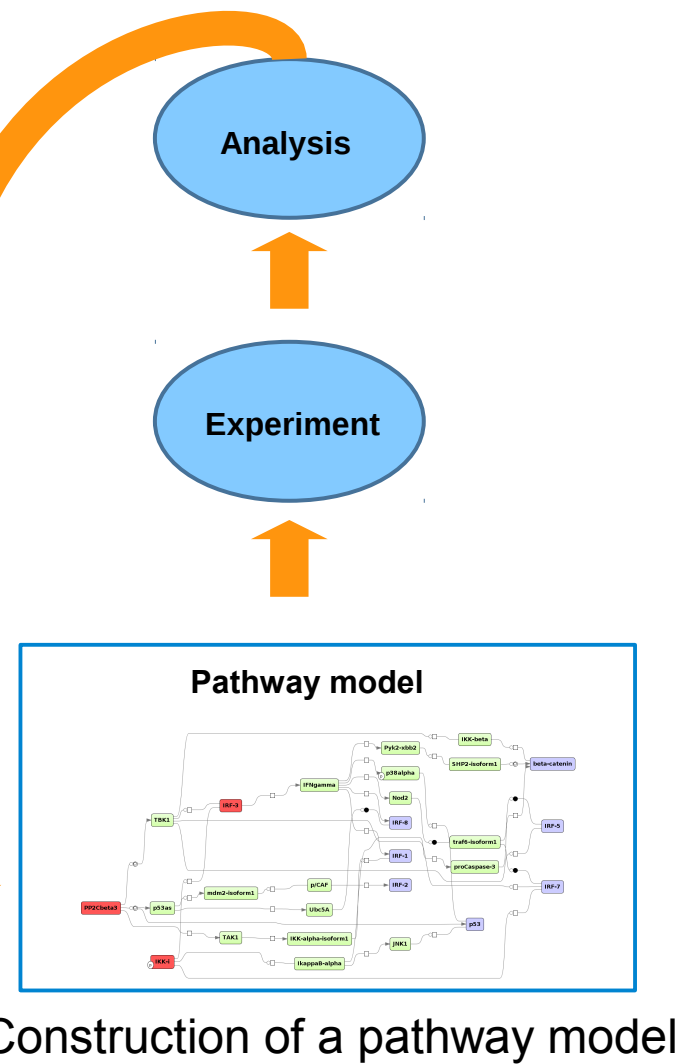 Analysis
Experiment
Pathway model
IKK-beta
Pyk2-xbb2
SHP2-isoform1
beta-catenin
p38alpha
IFNgamma
Nod2
IRF-3
TBK1
IRF-8
IRF-5
traf6-isoform1
IRF-1
proCaspase-3
p/CAF
IRF-2
IRF-7
mdm2-isoform1
PP2Cbeta3
p53as
Ubc5A
p53
TAK1
IKK-alpha-isoform1
JNK1
IKK-i
IkappaB-alpha
Construction of a pathway model